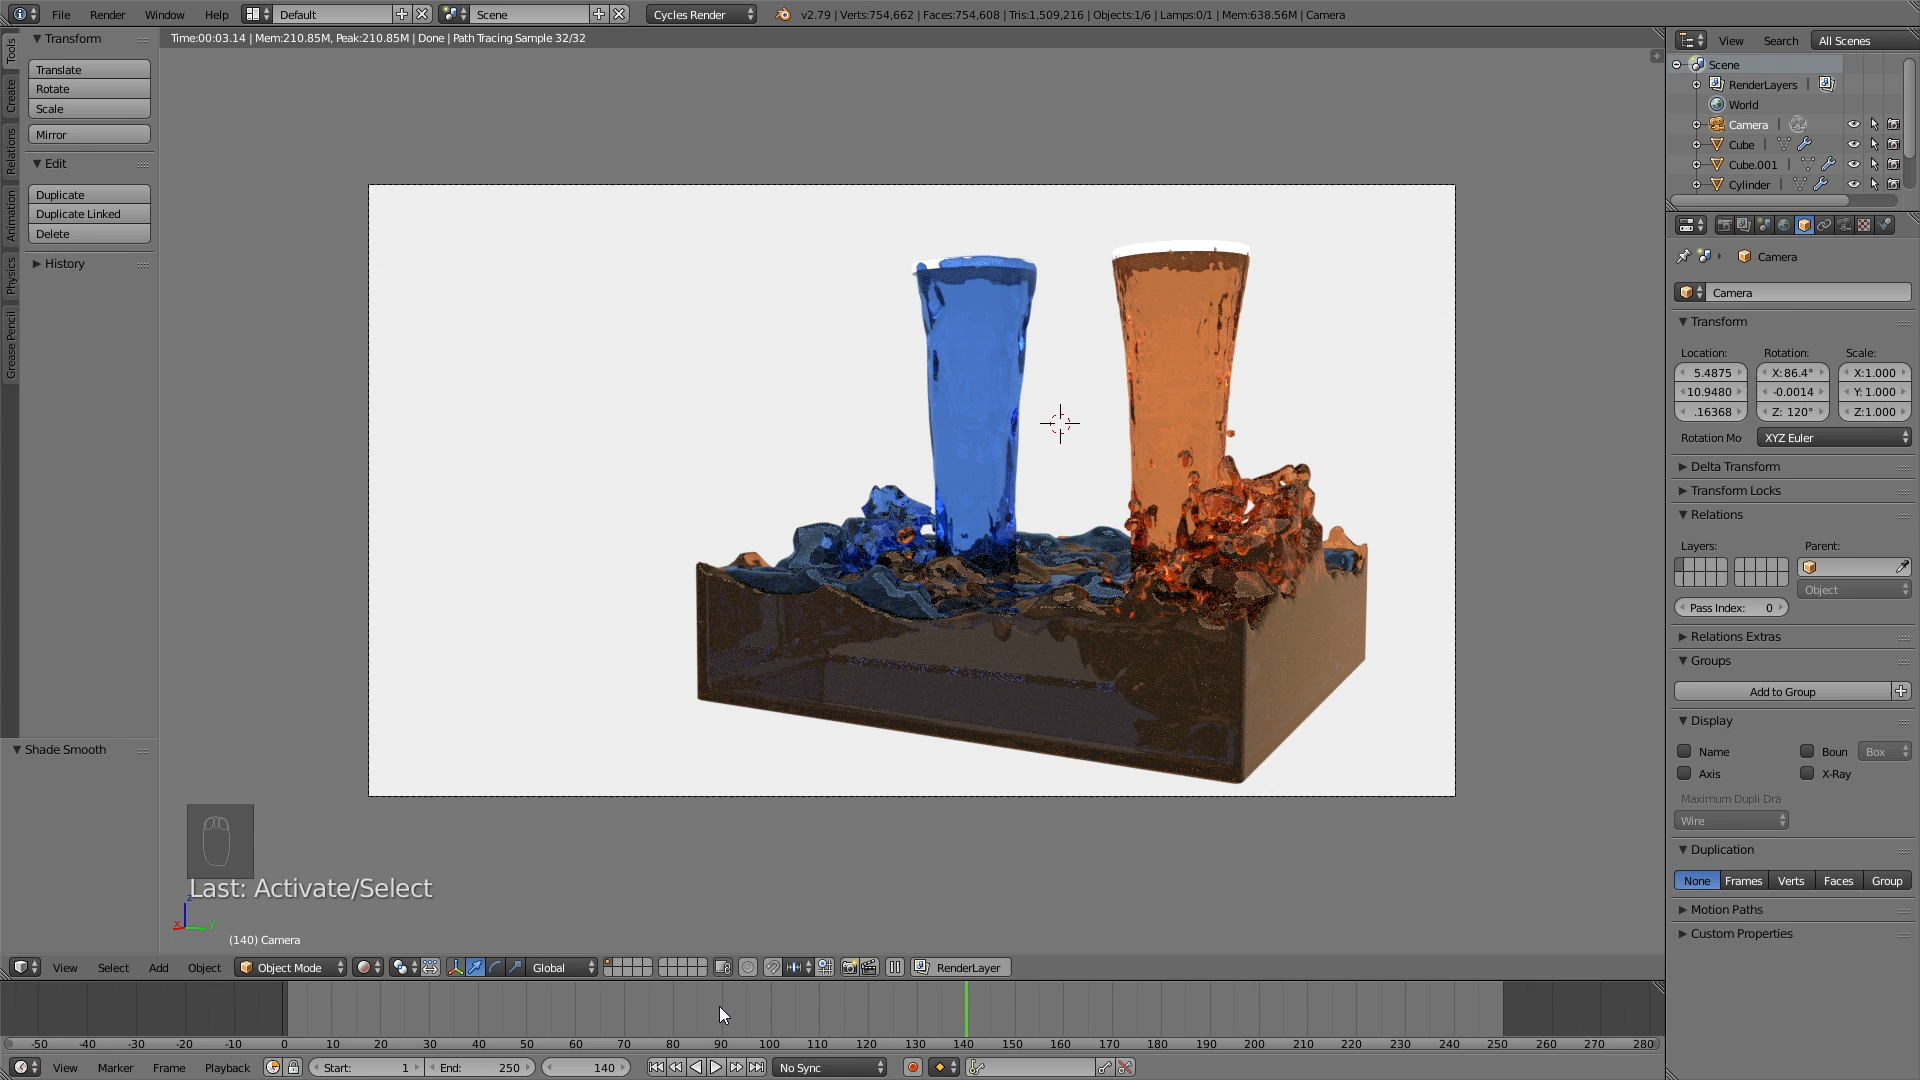 File Render Window Help Default Scene Cycles Render v2.79 | Verts:754,662 | Faces:754,608 | Tris:1,509,216 | Objects:1/6 | Lamps:0/1 | Mem:638.56M | Camera
Time:00:03.14 | Mem:210.85M, Peak:210.85M | Done | Path Tracing Sample 32/32
Tools
Create
Relations
Animation
Physics
Grease Pencil
Transform
Translate
Rotate
Scale
Mirror
Edit
Duplicate
Duplicate Linked
Delete
History
Shade Smooth
Last: Activate/Select
z
x y
(140) Camera
View Select Add Object Object Mode Global RenderLayer
-50 -40 -30 -20 -10 0 10 20 30 40 50 60 70 80 90 100 110 120 130 140 150 160 170 180 190 200 210 220 230 240 250 260 270 280
View Marker Frame Playback Start: 1 End: 250 140 No Sync
View Search All Scenes
Scene
RenderLayers |
World
Camera |
Cube |
Cube.001 |
Cylinder |
Camera
Camera
Transform
Location: Rotation: Scale:
5.4875 X:86.4° X:1.000
10.9480 -0.0014 Y:1.000
.16368 Z: 120° Z:1.000
Rotation Mo XYZ Euler
Delta Transform
Transform Locks
Relations
Layers: Parent:
Object
Pass Index: 0
Relations Extras
Groups
Add to Group
Display
Name Boun Box
Axis X-Ray
Maximum Dupli Dra
Wire
Duplication
None Frames Verts Faces Group
Motion Paths
Custom Properties